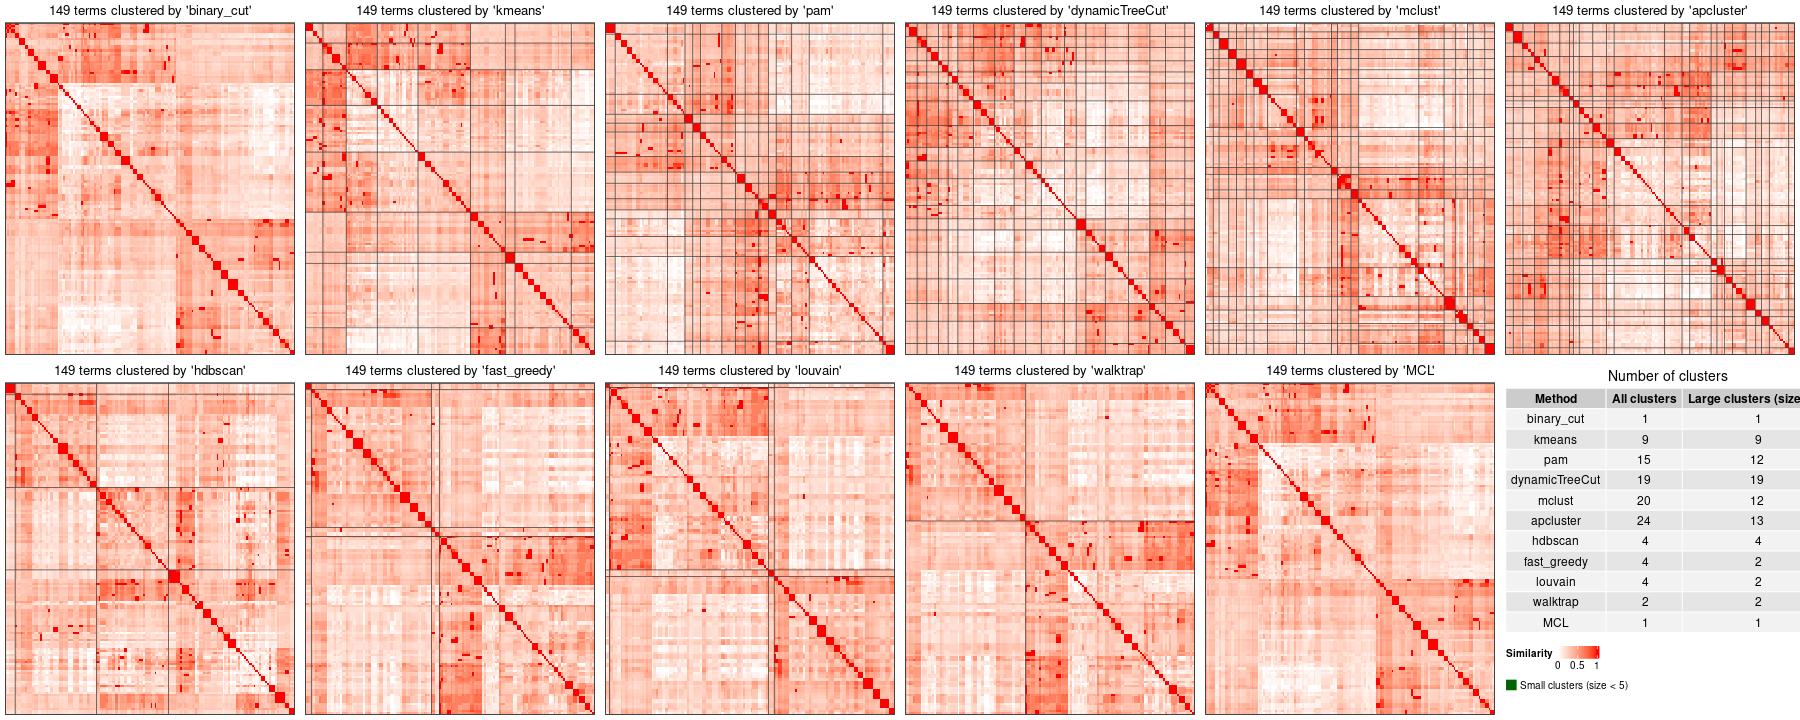 149 terms clustered by 'binary_cut'
149 terms clustered by 'kmeans'
149 terms clustered by 'pam'
149 terms clustered by 'dynamicTreeCut'
149 terms clustered by 'mclust'
149 terms clustered by 'apcluster'
149 terms clustered by 'hdbscan'
149 terms clustered by 'fast_greedy'
149 terms clustered by 'louvain'
149 terms clustered by 'walktrap'
149 terms clustered by 'MCL'
Number of clusters
Method All clusters Large clusters (size
binary_cut 1 1
kmeans 9 9
pam 15 12
dynamicTreeCut 19 19
mclust 20 12
apcluster 24 13
hdbscan 4 4
fast_greedy 4 2
louvain 4 2
walktrap 2 2
MCL 1 1
Similarity
0 0.5 1
Small clusters (size < 5)